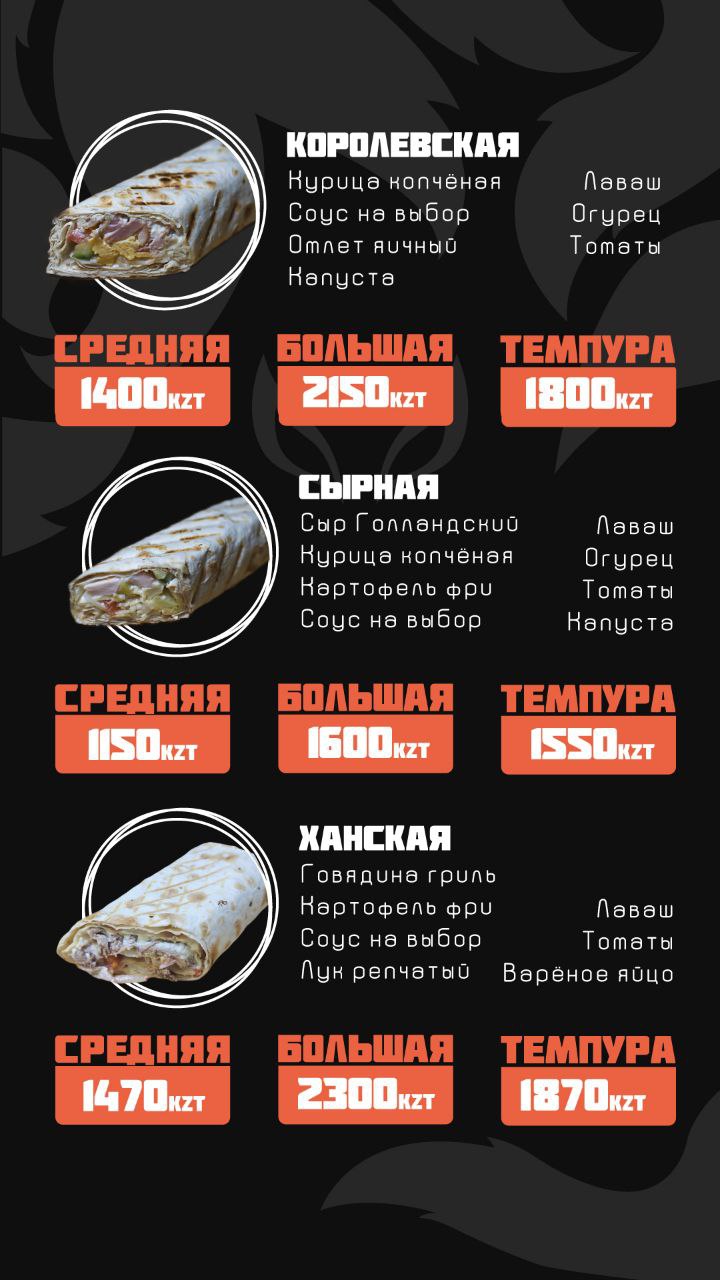 КОРОЛЕВСКАЯ
Курица копчёная
Соус на выбор
Омлет яичный
Капуста
Лаваш
Огурец
Томаты
СРЕДНЯЯ
1400KZT
БОЛЬШАЯ
2150KZT
ТЕМПУРА
1800KZT
СЫРНАЯ
Сыр Голландский
Курица копчёная
Картофель фри
Соус на выбор
Лаваш
Огурец
Томаты
Капуста
СРЕДНЯЯ
1150KZT
БОЛЬШАЯ
1600KZT
ТЕМПУРА
1550KZT
ХАНСКАЯ
Говядина гриль
Картофель фри
Соус на выбор
Лук репчатый
Лаваш
Томаты
Варёное яйцо
СРЕДНЯЯ
1470KZT
БОЛЬШАЯ
2300KZT
ТЕМПУРА
1870KZT